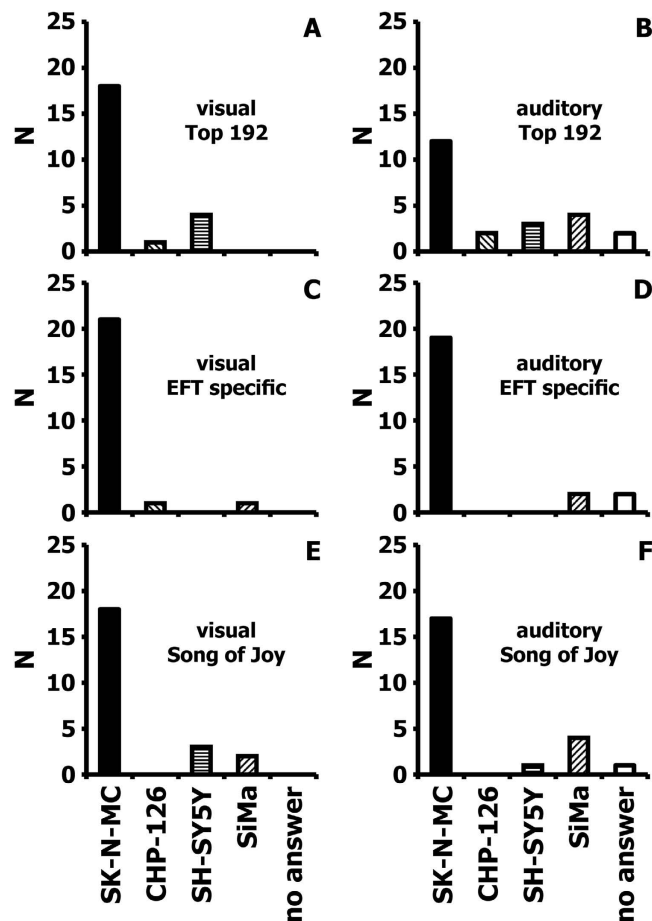 A
25
20
15
10
5
0
N
visual
Top 192
B
25
20
15
10
5
0
N
auditory
Top 192
C
25
20
15
10
5
0
N
visual
EFT specific
D
25
20
15
10
5
0
N
auditory
EFT specific
E
25
20
15
10
5
0
N
visual
Song of Joy
SK-N-MC
CHP-126
SH-SY5Y
SiMa
no answer
F
25
20
15
10
5
0
N
auditory
Song of Joy
SK-N-MC
CHP-126
SH-SY5Y
SiMa
no answer